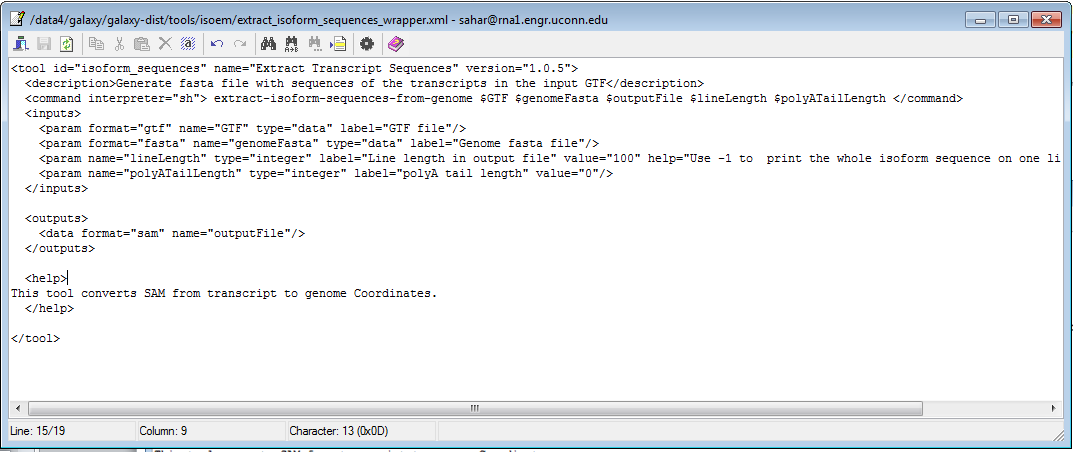 /data4/galaxy/galaxy-dist/tools/isoem/extract_isoform_sequences_wrapper.xml - sahar@rna1.engr.uconn.edu
<tool id="isoform_sequences" name="Extract Transcript Sequences" version="1.0.5">
  <description>Generate fasta file with sequences of the transcripts in the input GTF</description>
  <command interpreter="sh"> extract-isoform-sequences-from-genome $GTF $genomeFasta $outputFile $lineLength $polyATailLength </command>
  <inputs>
    <param format="gtf" name="GTF" type="data" label="GTF file"/>
    <param format="fasta" name="genomeFasta" type="data" label="Genome fasta file"/>
    <param name="lineLength" type="integer" label="Line length in output file" value="100" help="Use -1 to  print the whole isoform sequence on one li
    <param name="polyATailLength" type="integer" label="polyA tail length" value="0"/>
  </inputs>
  <outputs>
    <data format="sam" name="outputFile"/>
  </outputs>
  <help>
This tool converts SAM from transcript to genome Coordinates.
  </help>
</tool>
Line: 15/19 Column: 9 Character: 13 (0x0D)